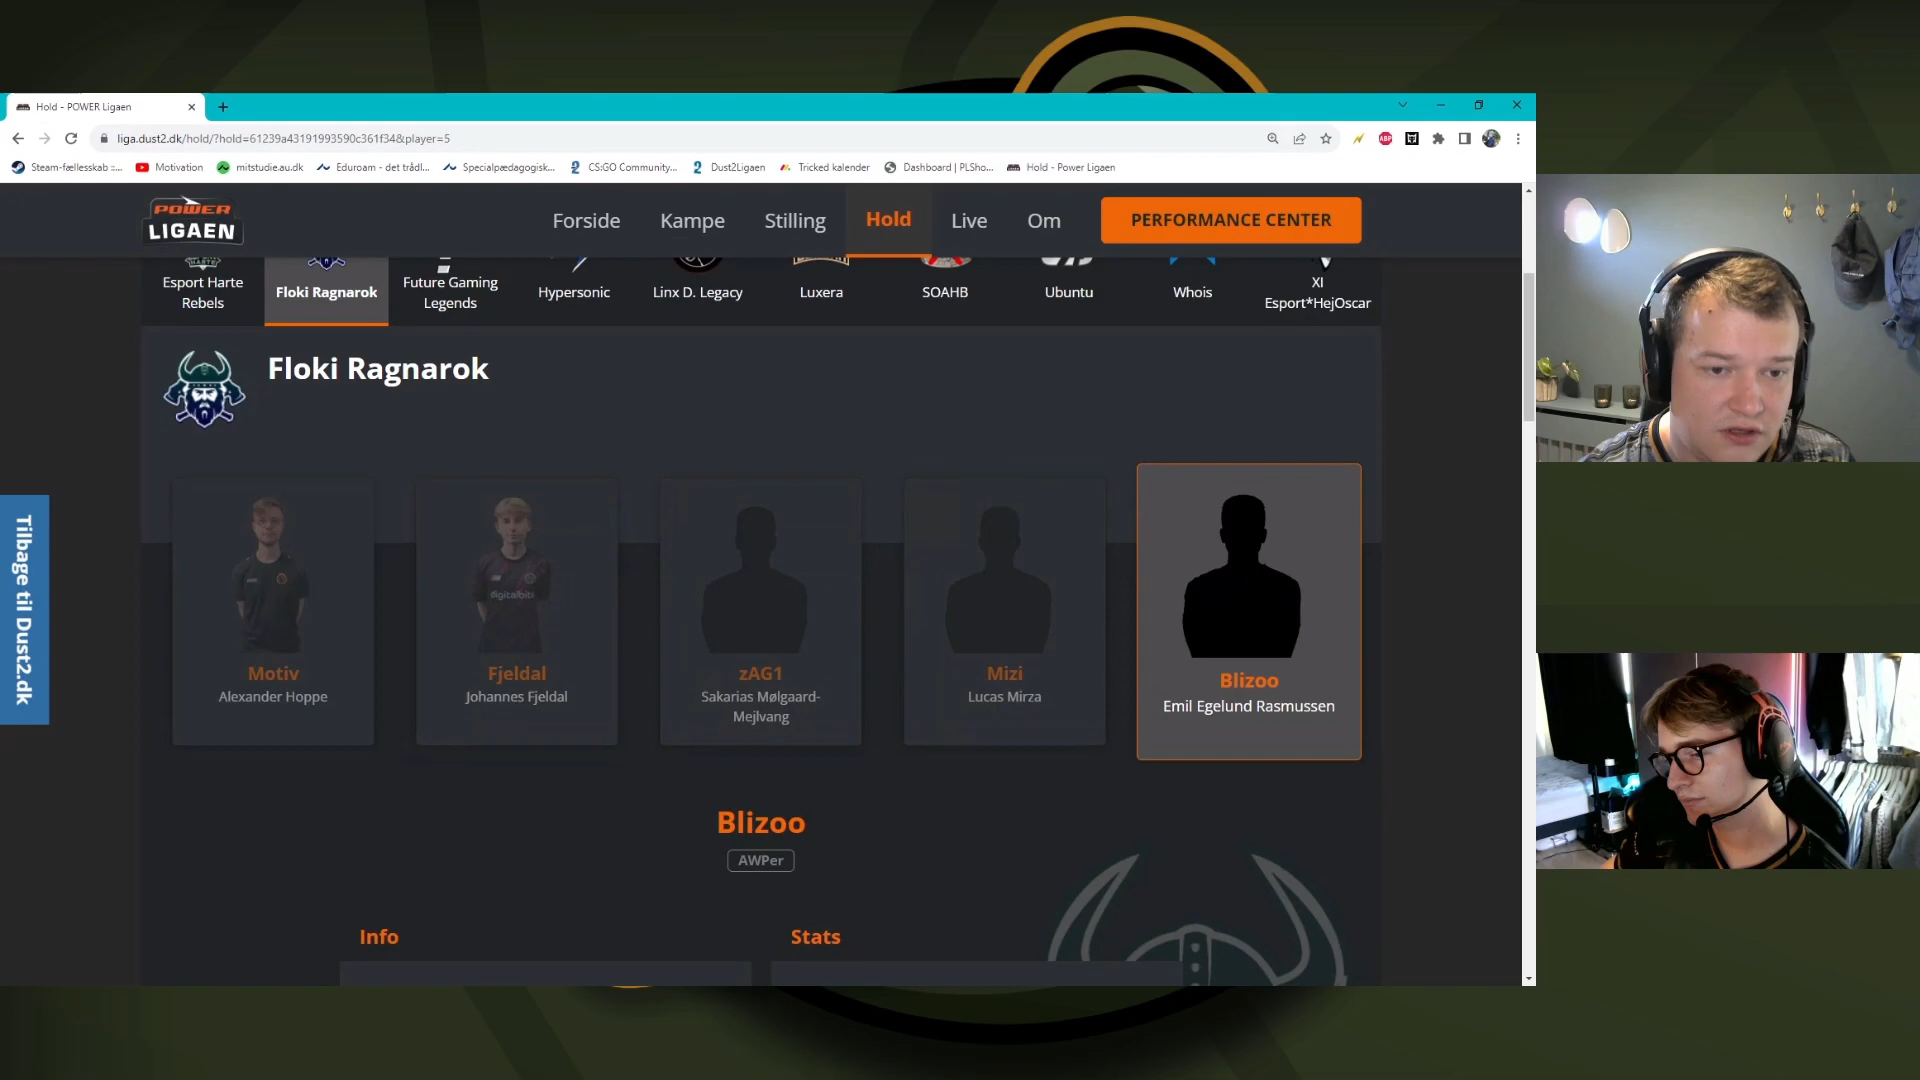 Hold - POWER Ligaen
liga.dust2.dk/hold/?hold=61239a43191993590c361f34&player=5
Steam-fællesskab ::...
Motivation
mitstudie.au.dk
Eduroam - det trådl...
Specialpædagogisk...
CS:GO Community...
Dust2Ligaen
Tricked kalender
Dashboard | PLSho...
Hold - Power Ligaen
POWER
LIGAEN
Forside
Kampe
Stilling
Hold
Live
Om
PERFORMANCE CENTER
Esport Harte
Rebels
Floki Ragnarok
Future Gaming
Legends
Hypersonic
Linx D. Legacy
Luxera
SOAHB
Ubuntu
Whois
XI
Esport*HejOscar
Floki Ragnarok
Tilbage til Dust2.dk
digitalbits
Motiv
Alexander Hoppe
Fjeldal
Johannes Fjeldal
zAG1
Sakarias Mølgaard-
Mejlvang
Mizi
Lucas Mirza
Blizoo
Emil Egelund Rasmussen
Blizoo
AWPer
Info
Stats